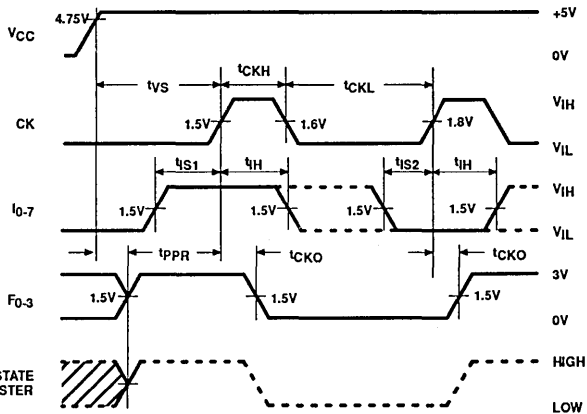 +5V
4.75V
VCC
0V
tVS
tCKH
tCKL
VIH
CK
1.5V
1.6V
1.8V
VIL
tIS1
tIH
tIS2
tIH
VIH
I0-7
1.5V
1.5V
1.5V
1.5V
VIL
tPPR
tCKO
tCKO
3V
F0-3
1.5V
1.5V
1.5V
0V
HIGH
STATE
STER
LOW